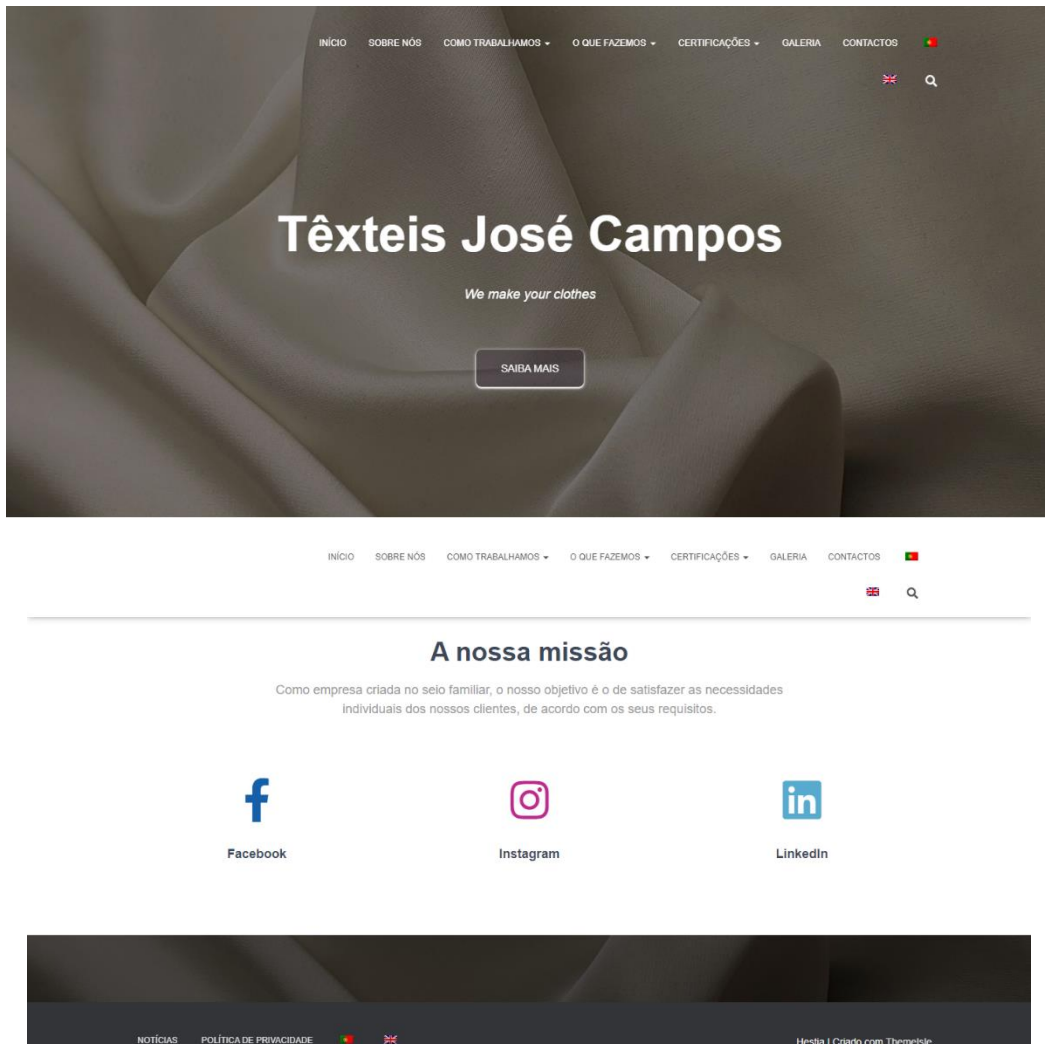 INÍCIO SOBRE NÓS COMO TRABALHAMOS O QUE FAZEMOS CERTIFICAÇÕES GALERIA CONTACTOS
Têxteis José Campos
We make your clothes
SAIBA MAIS
INÍCIO SOBRE NÓS COMO TRABALHAMOS O QUE FAZEMOS CERTIFICAÇÕES GALERIA CONTACTOS
A nossa missão
Como empresa criada no seio familiar, o nosso objetivo é o de satisfazer as necessidades
individuais dos nossos clientes, de acordo com os seus requisitos.
Facebook Instagram LinkedIn
NOTÍCIAS POLÍTICA DE PRIVACIDADE Hestia | Criado com ThemeIsle